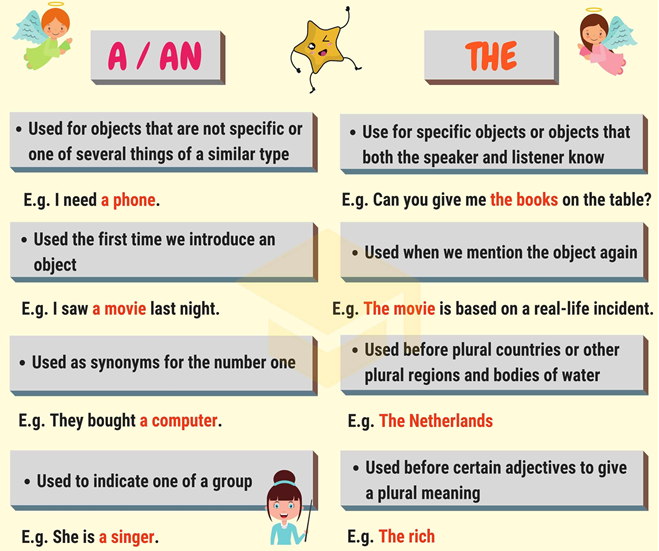 A / AN
THE
• Used for objects that are not specific or
one of several things of a similar type
• Use for specific objects or objects that
both the speaker and listener know
E.g. I need a phone.
E.g. Can you give me the books on the table?
• Used the first time we introduce an
object
• Used when we mention the object again
E.g. I saw a movie last night.
E.g. The movie is based on a real-life incident.
• Used as synonyms for the number one
• Used before plural countries or other
plural regions and bodies of water
E.g. They bought a computer.
E.g. The Netherlands
• Used to indicate one of a group
• Used before certain adjectives to give
a plural meaning
E.g. She is a singer.
E.g. The rich